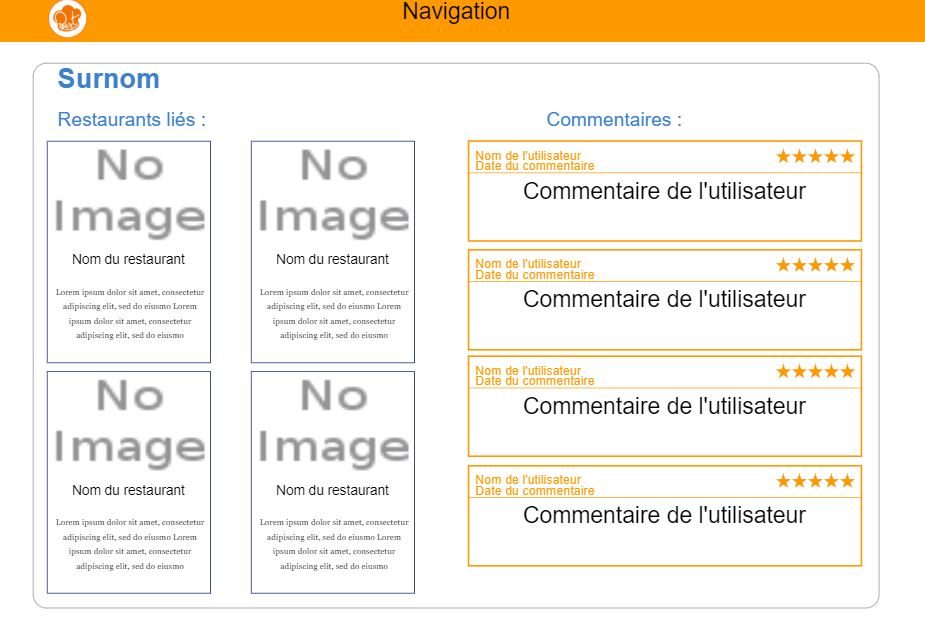 Navigation
Surnom
Restaurants liés :
No
Image
Nom du restaurant
Lorem ipsum dolor sit amet, consectetur
adipiscing elit, sed do eiusmo Lorem
ipsum dolor sit amet, consectetur
adipiscing elit, sed do eiusmo
No
Image
Nom du restaurant
Lorem ipsum dolor sit amet, consectetur
adipiscing elit, sed do eiusmo Lorem
ipsum dolor sit amet, consectetur
adipiscing elit, sed do eiusmo
No
Image
Nom du restaurant
Lorem ipsum dolor sit amet, consectetur
adipiscing elit, sed do eiusmo Lorem
ipsum dolor sit amet, consectetur
adipiscing elit, sed do eiusmo
No
Image
Nom du restaurant
Lorem ipsum dolor sit amet, consectetur
adipiscing elit, sed do eiusmo Lorem
ipsum dolor sit amet, consectetur
adipiscing elit, sed do eiusmo
Commentaires :
Nom de l'utilisateur
Date du commentaire
Commentaire de l'utilisateur
Nom de l'utilisateur
Date du commentaire
Commentaire de l'utilisateur
Nom de l'utilisateur
Date du commentaire
Commentaire de l'utilisateur
Nom de l'utilisateur
Date du commentaire
Commentaire de l'utilisateur